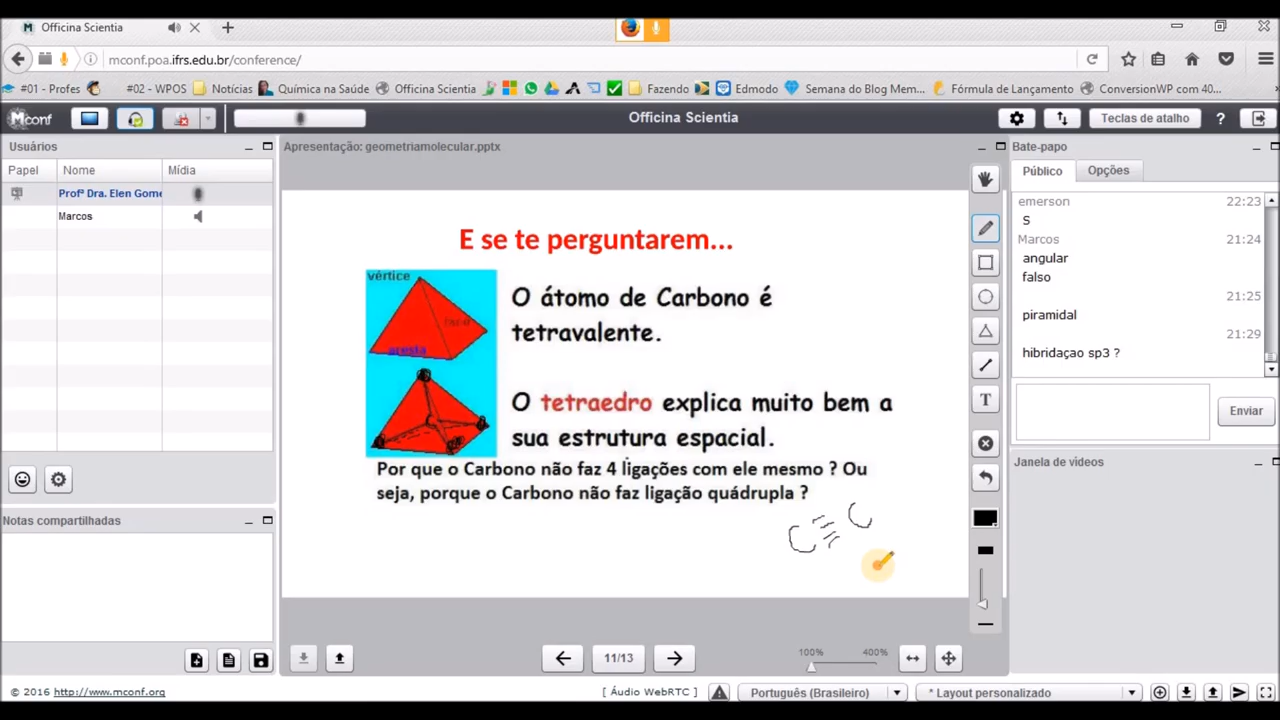 Officina Scientia
mconf.poa.ifrs.edu.br/conference/
#01 - Profes
#02 - WPOS
Notícias
Química na Saúde
Officina Scientia
Fazendo
Edmodo
Semana do Blog Mem...
Fórmula de Lançamento
ConversionWP com 40...
Mconf
Officina Scientia
Teclas de atalho
?
Usuários
Papel Nome Mídia
Profª Dra. Elen Gome
Marcos
Notas compartilhadas
Apresentação: geometriamolecular.pptx
E se te perguntarem...
vértice
face
aresta
O átomo de Carbono é
tetravalente.
O tetraedro explica muito bem a
sua estrutura espacial.
Por que o Carbono não faz 4 ligações com ele mesmo ? Ou
seja, porque o Carbono não faz ligação quádrupla ?
C C
T
11/13
100% 400%
Bate-papo
Público Opções
emerson 22:23
S
Marcos 21:24
angular
falso
21:25
piramidal
21:29
hibridaçao sp3 ?
Enviar
Janela de videos
© 2016 http://www.mconf.org
[ Áudio WebRTC ]
Português (Brasileiro)
* Layout personalizado